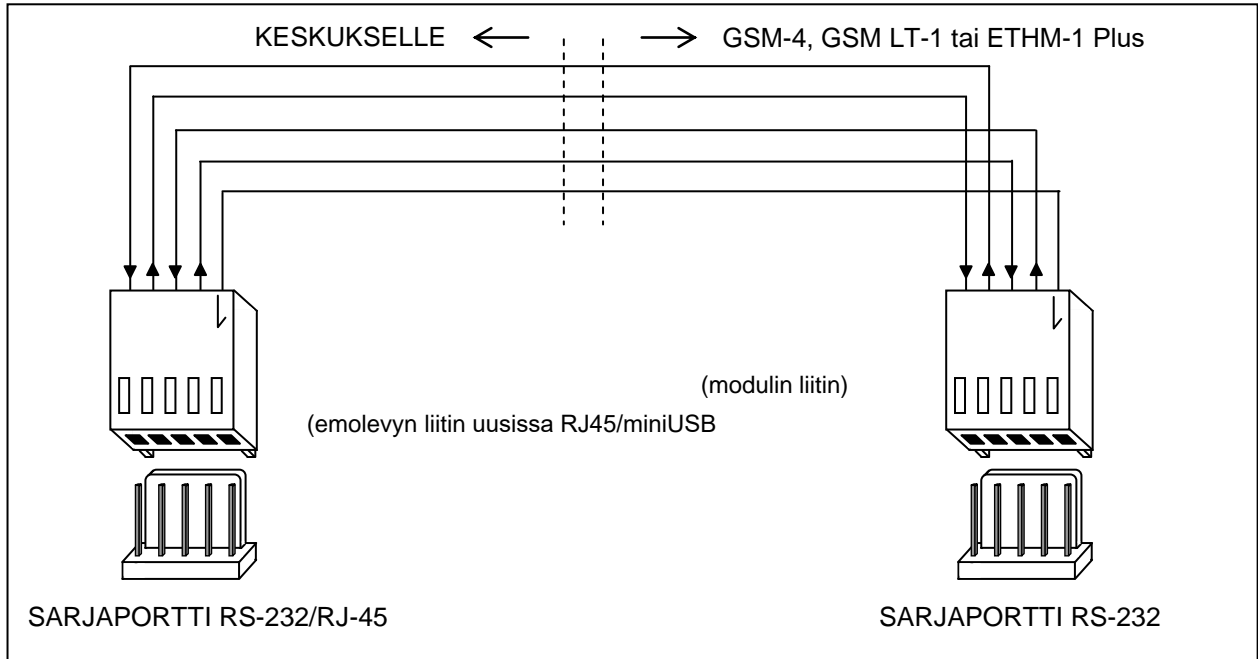 KESKUKSELLE
GSM-4, GSM LT-1 tai ETHM-1 Plus
(modulin liitin)
(emolevyn liitin uusissa RJ45/miniUSB
SARJAPORTTI RS-232/RJ-45
SARJAPORTTI RS-232